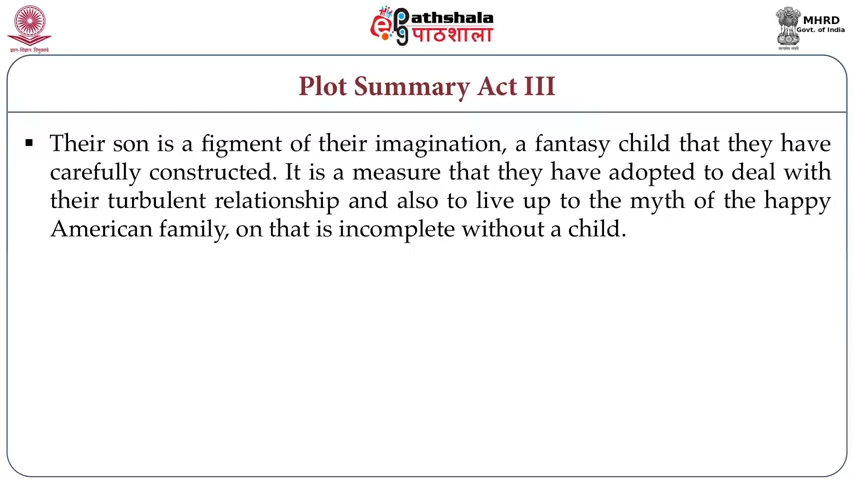 ePathshala
पाठशाला
MHRD
Govt. of India
Plot Summary Act III
▪ Their son is a figment of their imagination, a fantasy child that they have
carefully constructed. It is a measure that they have adopted to deal with
their turbulent relationship and also to live up to the myth of the happy
American family, on that is incomplete without a child.